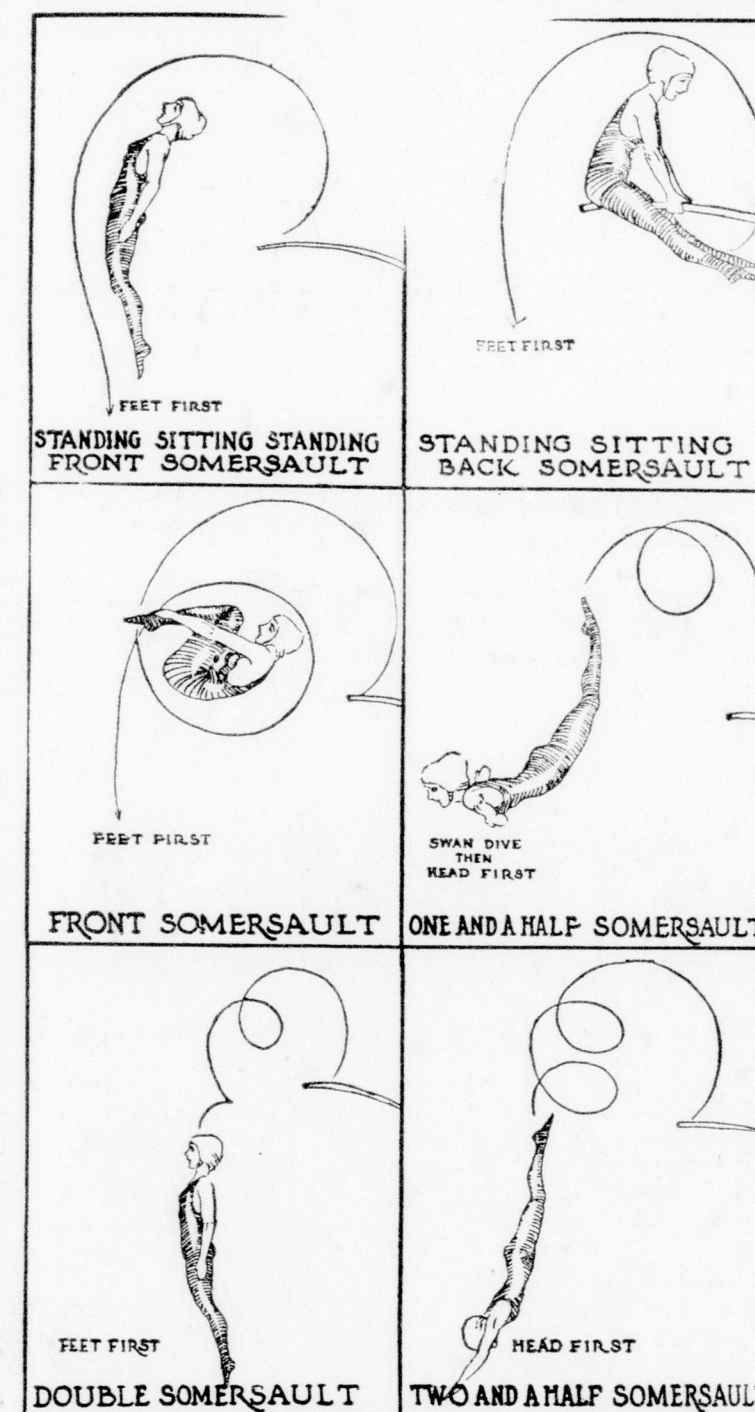 FEET FIRST
STANDING SITTING STANDING
FRONT SOMERSAULT
FEET FIRST
STANDING SITTING
BACK SOMERSAULT
FEET FIRST
FRONT SOMERSAULT
SWAN DIVE
THEN
HEAD FIRST
ONE AND A HALF SOMERSAULT
FEET FIRST
DOUBLE SOMERSAULT
HEAD FIRST
TWO AND A HALF SOMERSAULT